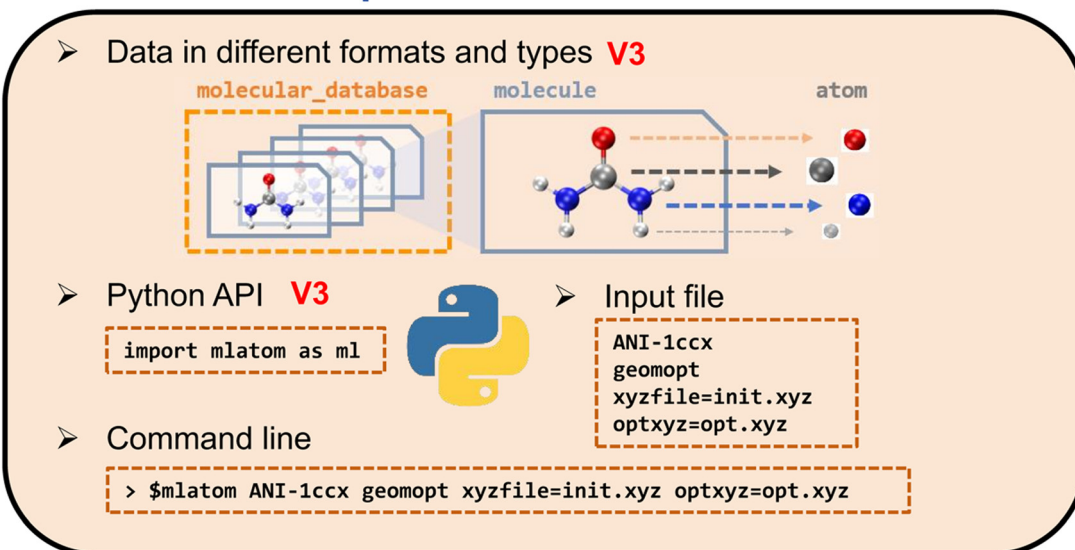 ➢ Data in different formats and types V3
molecular_database molecule atom
➢ Python API V3
import mlatom as ml
➢ Input file
ANI-1ccx
geomopt
xyzfile=init.xyz
optxyz=opt.xyz
➢ Command line
> $mlatom ANI-1ccx geomopt xyzfile=init.xyz optxyz=opt.xyz